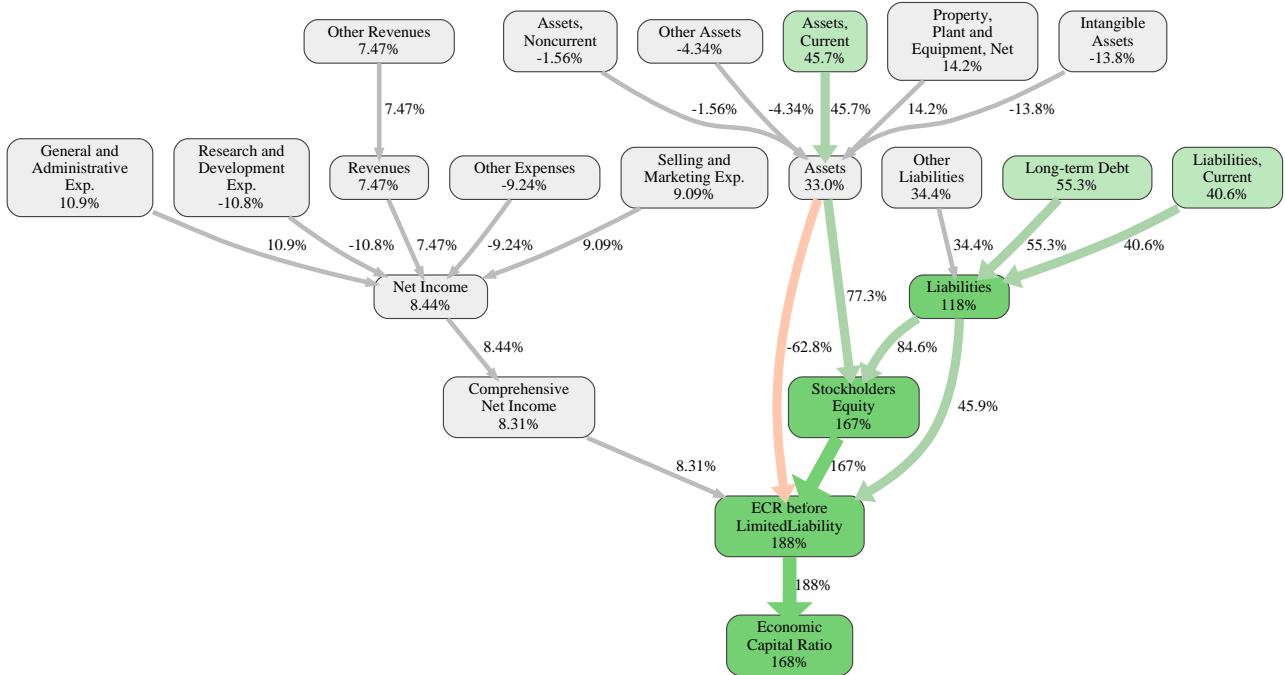 Other Revenues
7.47%
Assets,
Noncurrent
-1.56%
Other Assets
-4.34%
Assets,
Current
45.7%
Property,
Plant and
Equipment, Net
14.2%
Intangible
Assets
-13.8%
7.47%
-1.56%
-4.34%
45.7%
14.2%
-13.8%
General and
Administrative
Exp.
10.9%
Research and
Development
Exp.
-10.8%
Revenues
7.47%
Other Expenses
-9.24%
Selling and
Marketing Exp.
9.09%
Assets
33.0%
Other
Liabilities
34.4%
Long-term Debt
55.3%
Liabilities,
Current
40.6%
10.9%
-10.8%
7.47%
-9.24%
9.09%
34.4%
55.3%
40.6%
Net Income
8.44%
77.3%
Liabilities
118%
8.44%
-62.8%
84.6%
Comprehensive
Net Income
8.31%
Stockholders
Equity
167%
45.9%
8.31%
167%
ECR before
LimitedLiability
188%
188%
Economic
Capital Ratio
168%